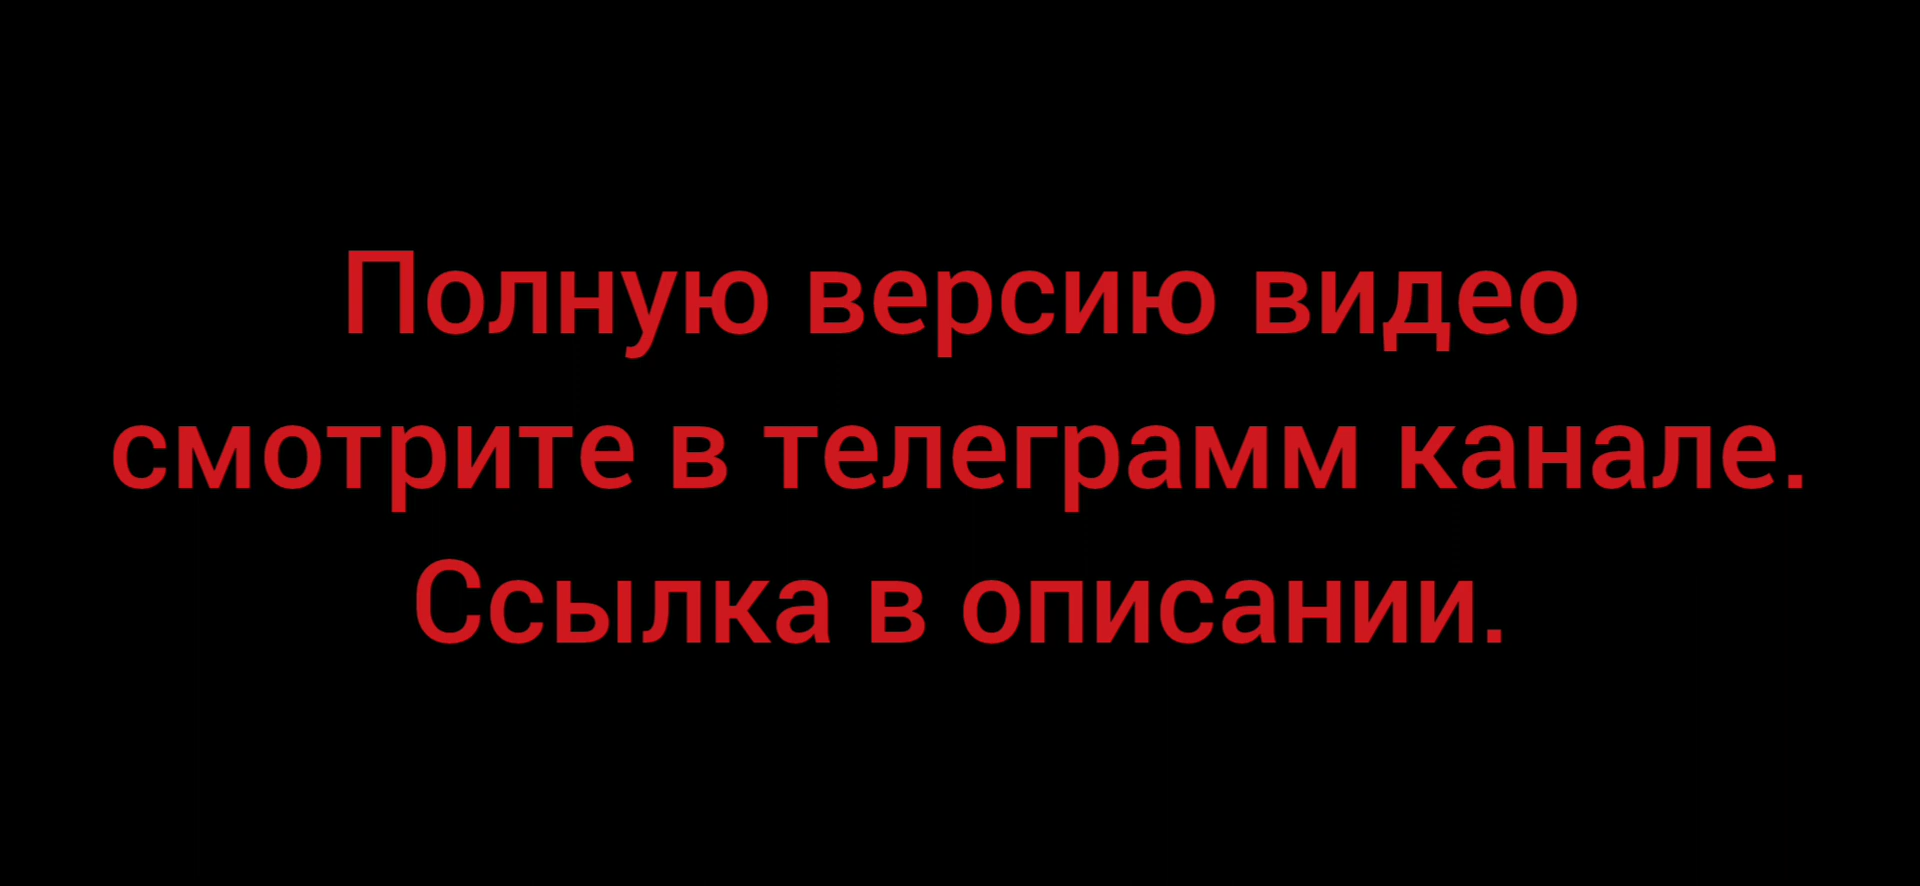 Полную версию видео
смотрите в телеграмм канале.
Ссылка в описании.